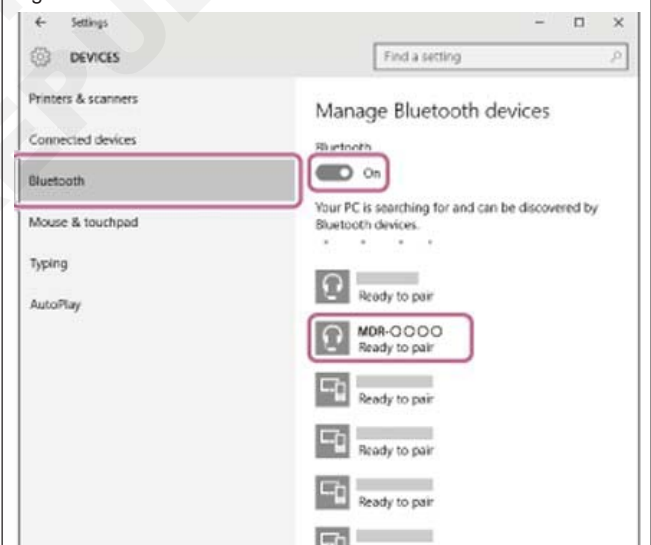 ← Settings
DEVICES
Find a setting
Printers & scanners
Connected devices
Bluetooth
Mouse & touchpad
Typing
AutoPlay
Manage Bluetooth devices
Bluetooth
On
Your PC is searching for and can be discovered by
Bluetooth devices.
Ready to pair
MDR-○○○○
Ready to pair
Ready to pair
Ready to pair
Ready to pair